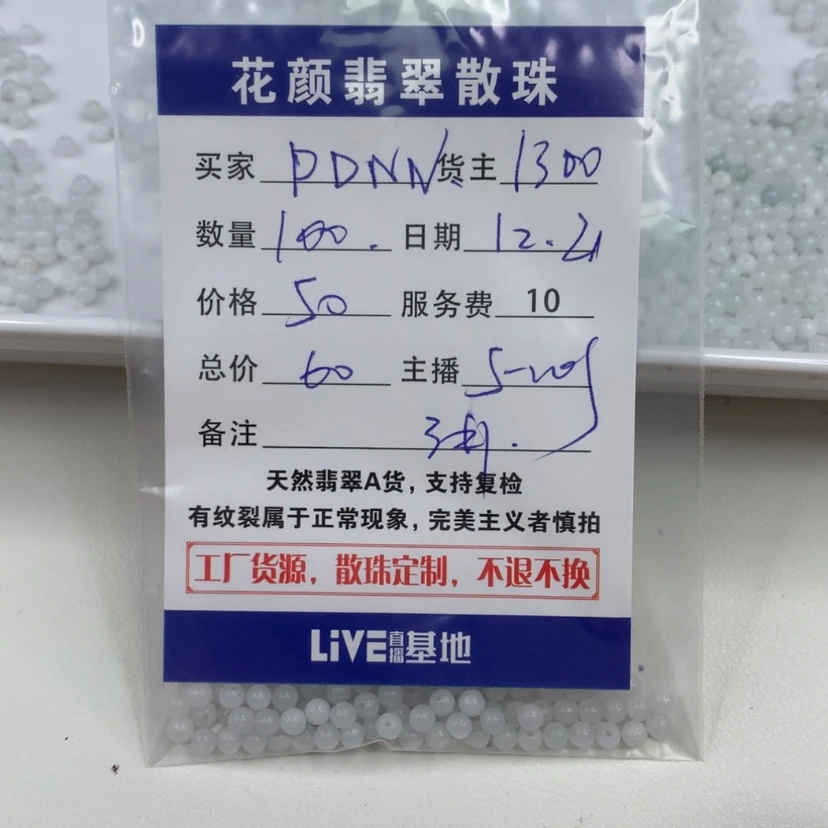 花颜翡翠散珠
买家 PDNN 货主 1300
数量 100. 日期 12.21
价格 50 服务费 10
总价 60 主播
备注
天然翡翠A货，支持复检
有纹裂属于正常现象，完美主义者慎拍
工厂货源，散珠定制，不退不换
LiVE直播基地